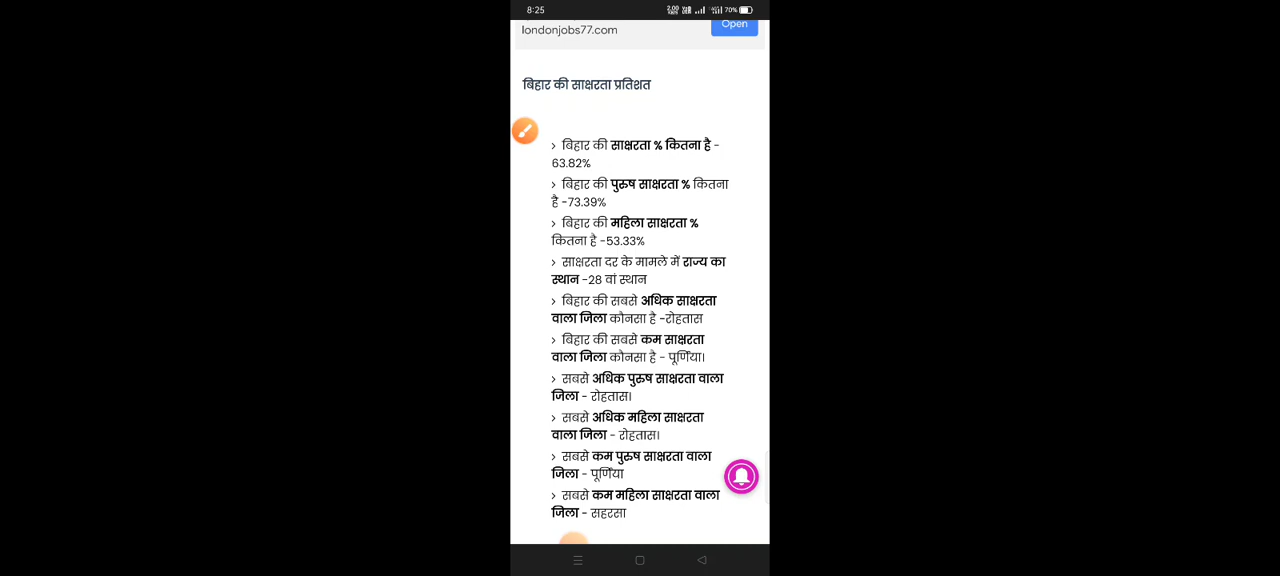 8:25
70%
londonjobs77.com
Open
बिहार की साक्षरता प्रतिशत
> बिहार की साक्षरता % कितना है -
63.82%
> बिहार की पुरुष साक्षरता % कितना
है -73.39%
> बिहार की महिला साक्षरता %
कितना है -53.33%
> साक्षरता दर के मामले में राज्य का
स्थान -28 वां स्थान
> बिहार की सबसे अधिक साक्षरता
वाला जिला कौनसा है -रोहतास
> बिहार की सबसे कम साक्षरता
वाला जिला कौनसा है - पूर्णिया।
> सबसे अधिक पुरुष साक्षरता वाला
जिला - रोहतास।
> सबसे अधिक महिला साक्षरता
वाला जिला - रोहतास।
> सबसे कम पुरुष साक्षरता वाला
जिला - पूर्णिया
> सबसे कम महिला साक्षरता वाला
जिला - सहरसा